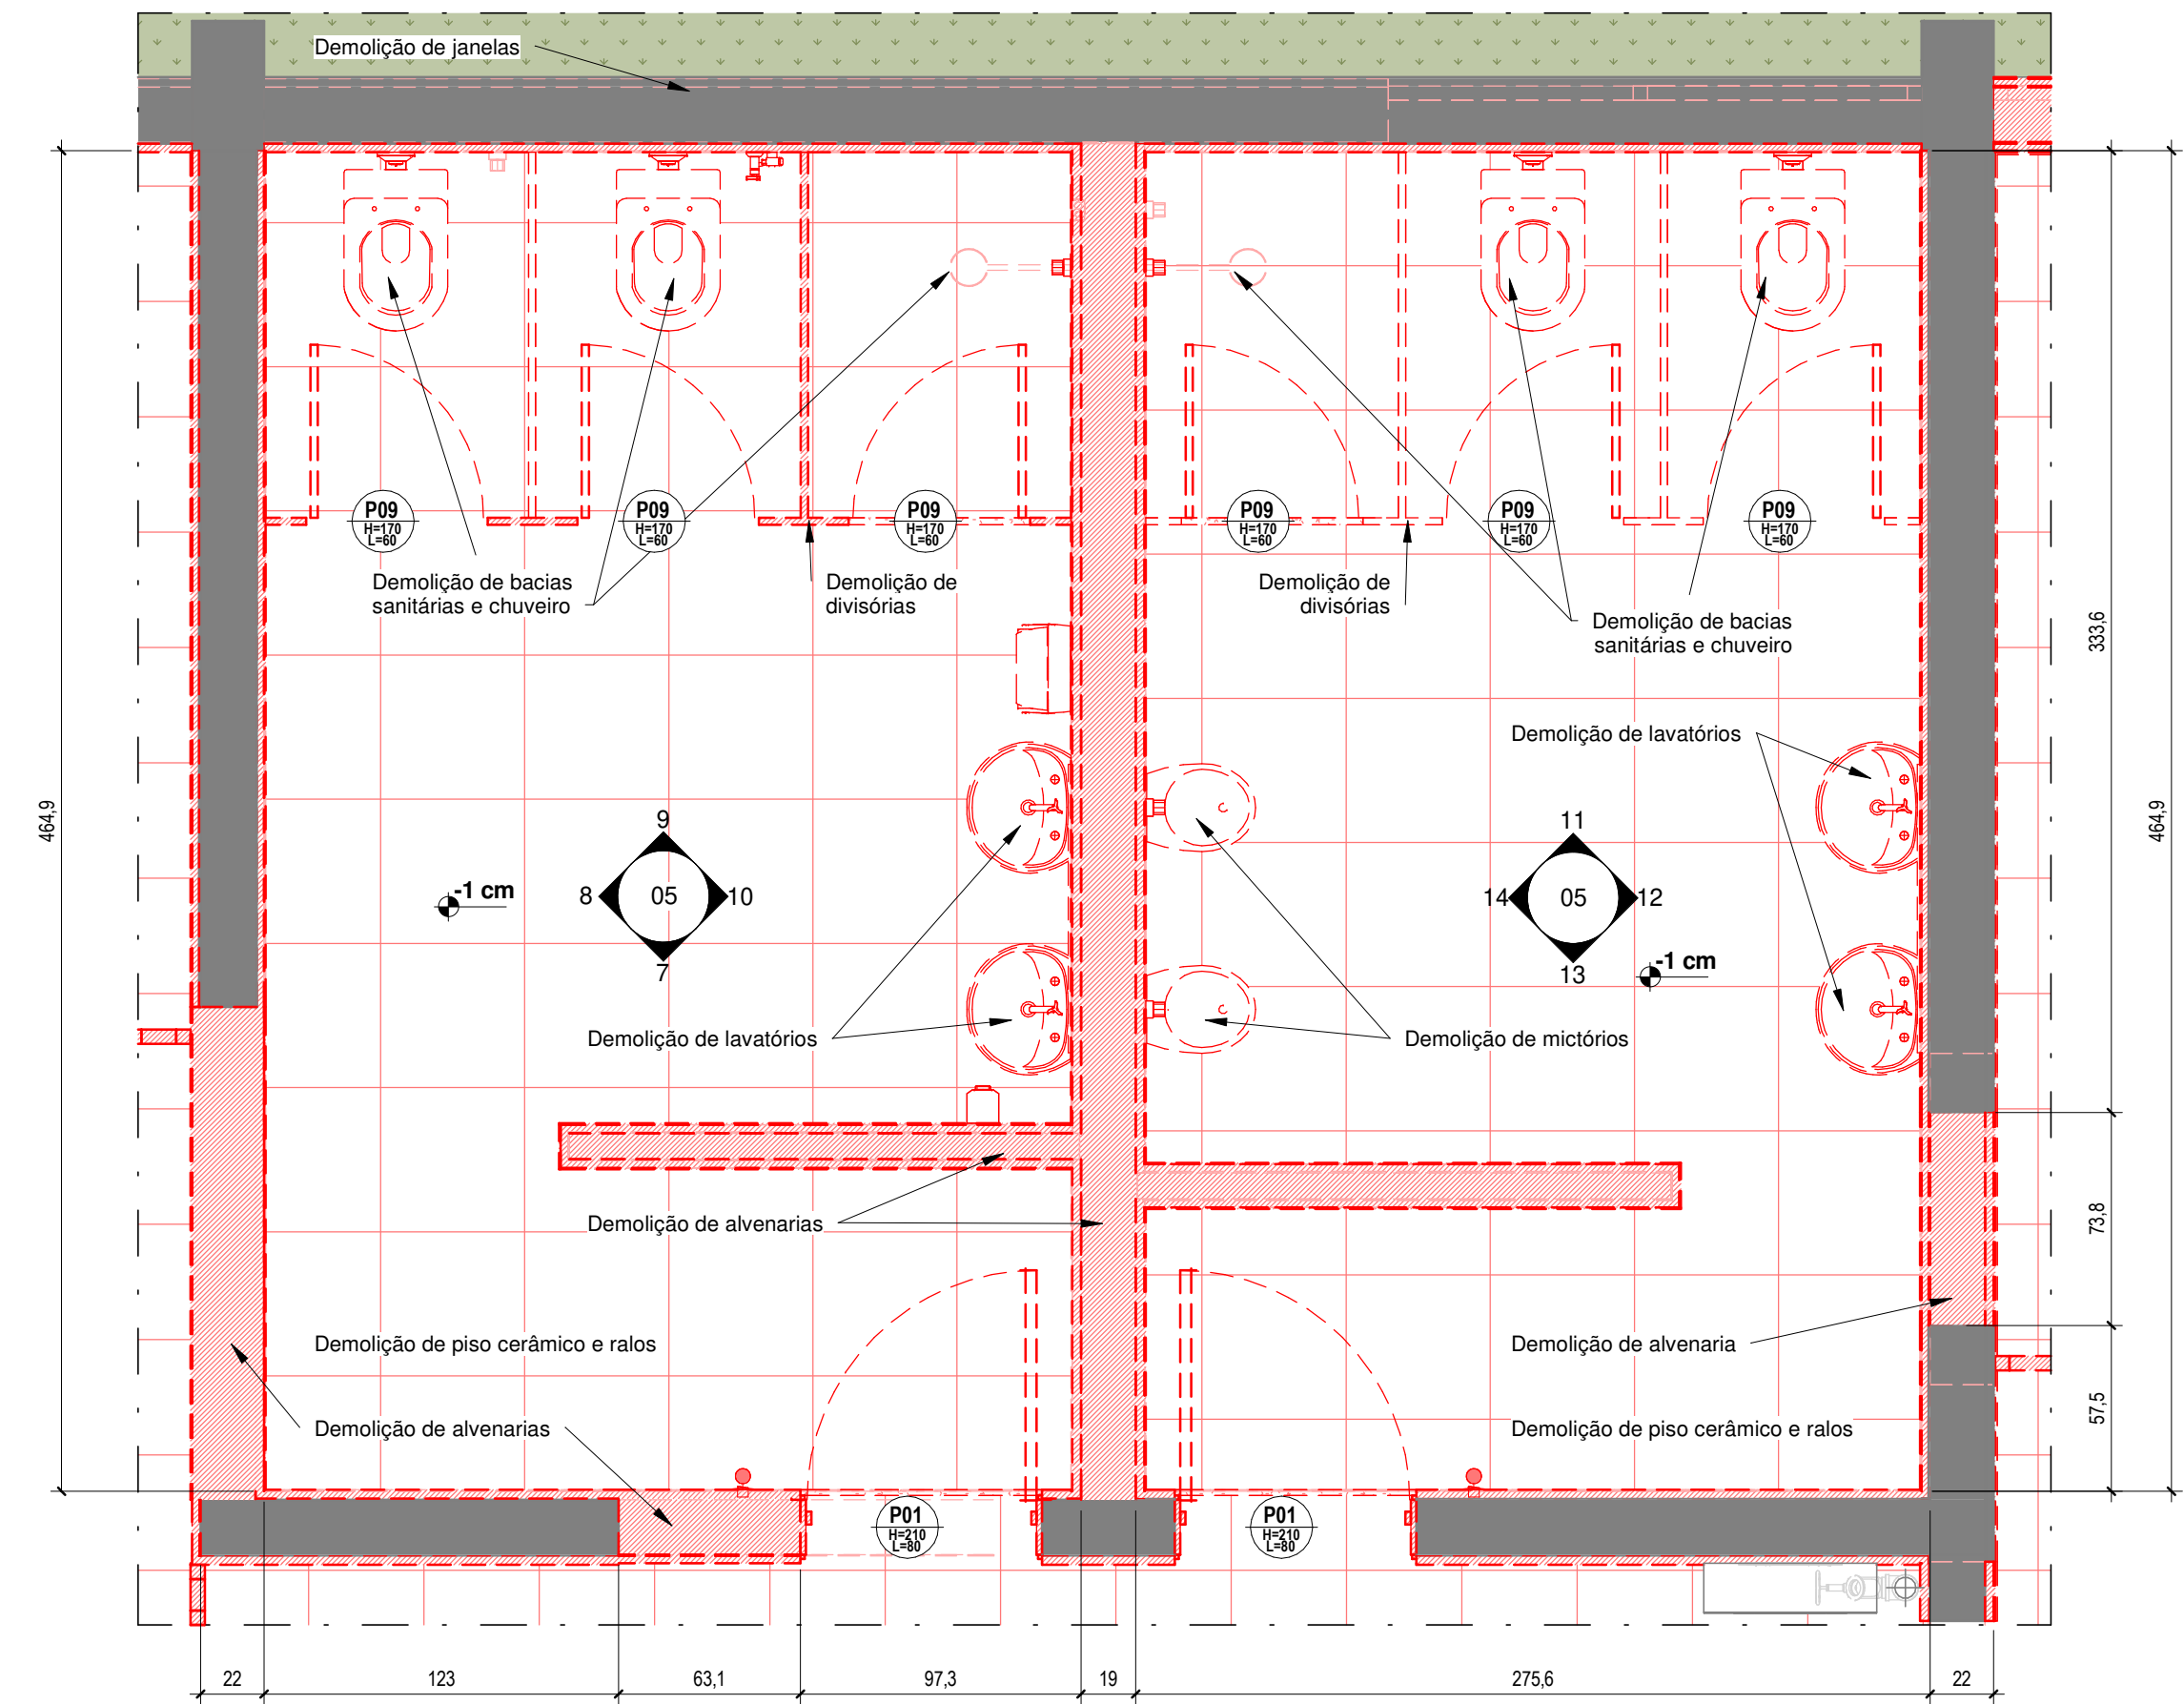 Demolição de janelas
P09
H=170
L=60
P09
H=170
L=60
P09
H=170
L=60
P09
H=170
L=60
P09
H=170
L=60
P09
H=170
L=60
Demolição de bacias
sanitárias e chuveiro
Demolição de
divisórias
Demolição de
divisórias
Demolição de bacias
sanitárias e chuveiro
333,6
Demolição de lavatórios
464,9
464,9
9
8
05
10
7
-1 cm
11
14
05
12
13
-1 cm
Demolição de lavatórios
Demolição de mictórios
Demolição de alvenarias
73,8
Demolição de piso cerâmico e ralos
Demolição de alvenaria
Demolição de alvenarias
Demolição de piso cerâmico e ralos
57,5
P01
H=210
L=80
P01
H=210
L=80
22
123
63,1
97,3
19
275,6
22